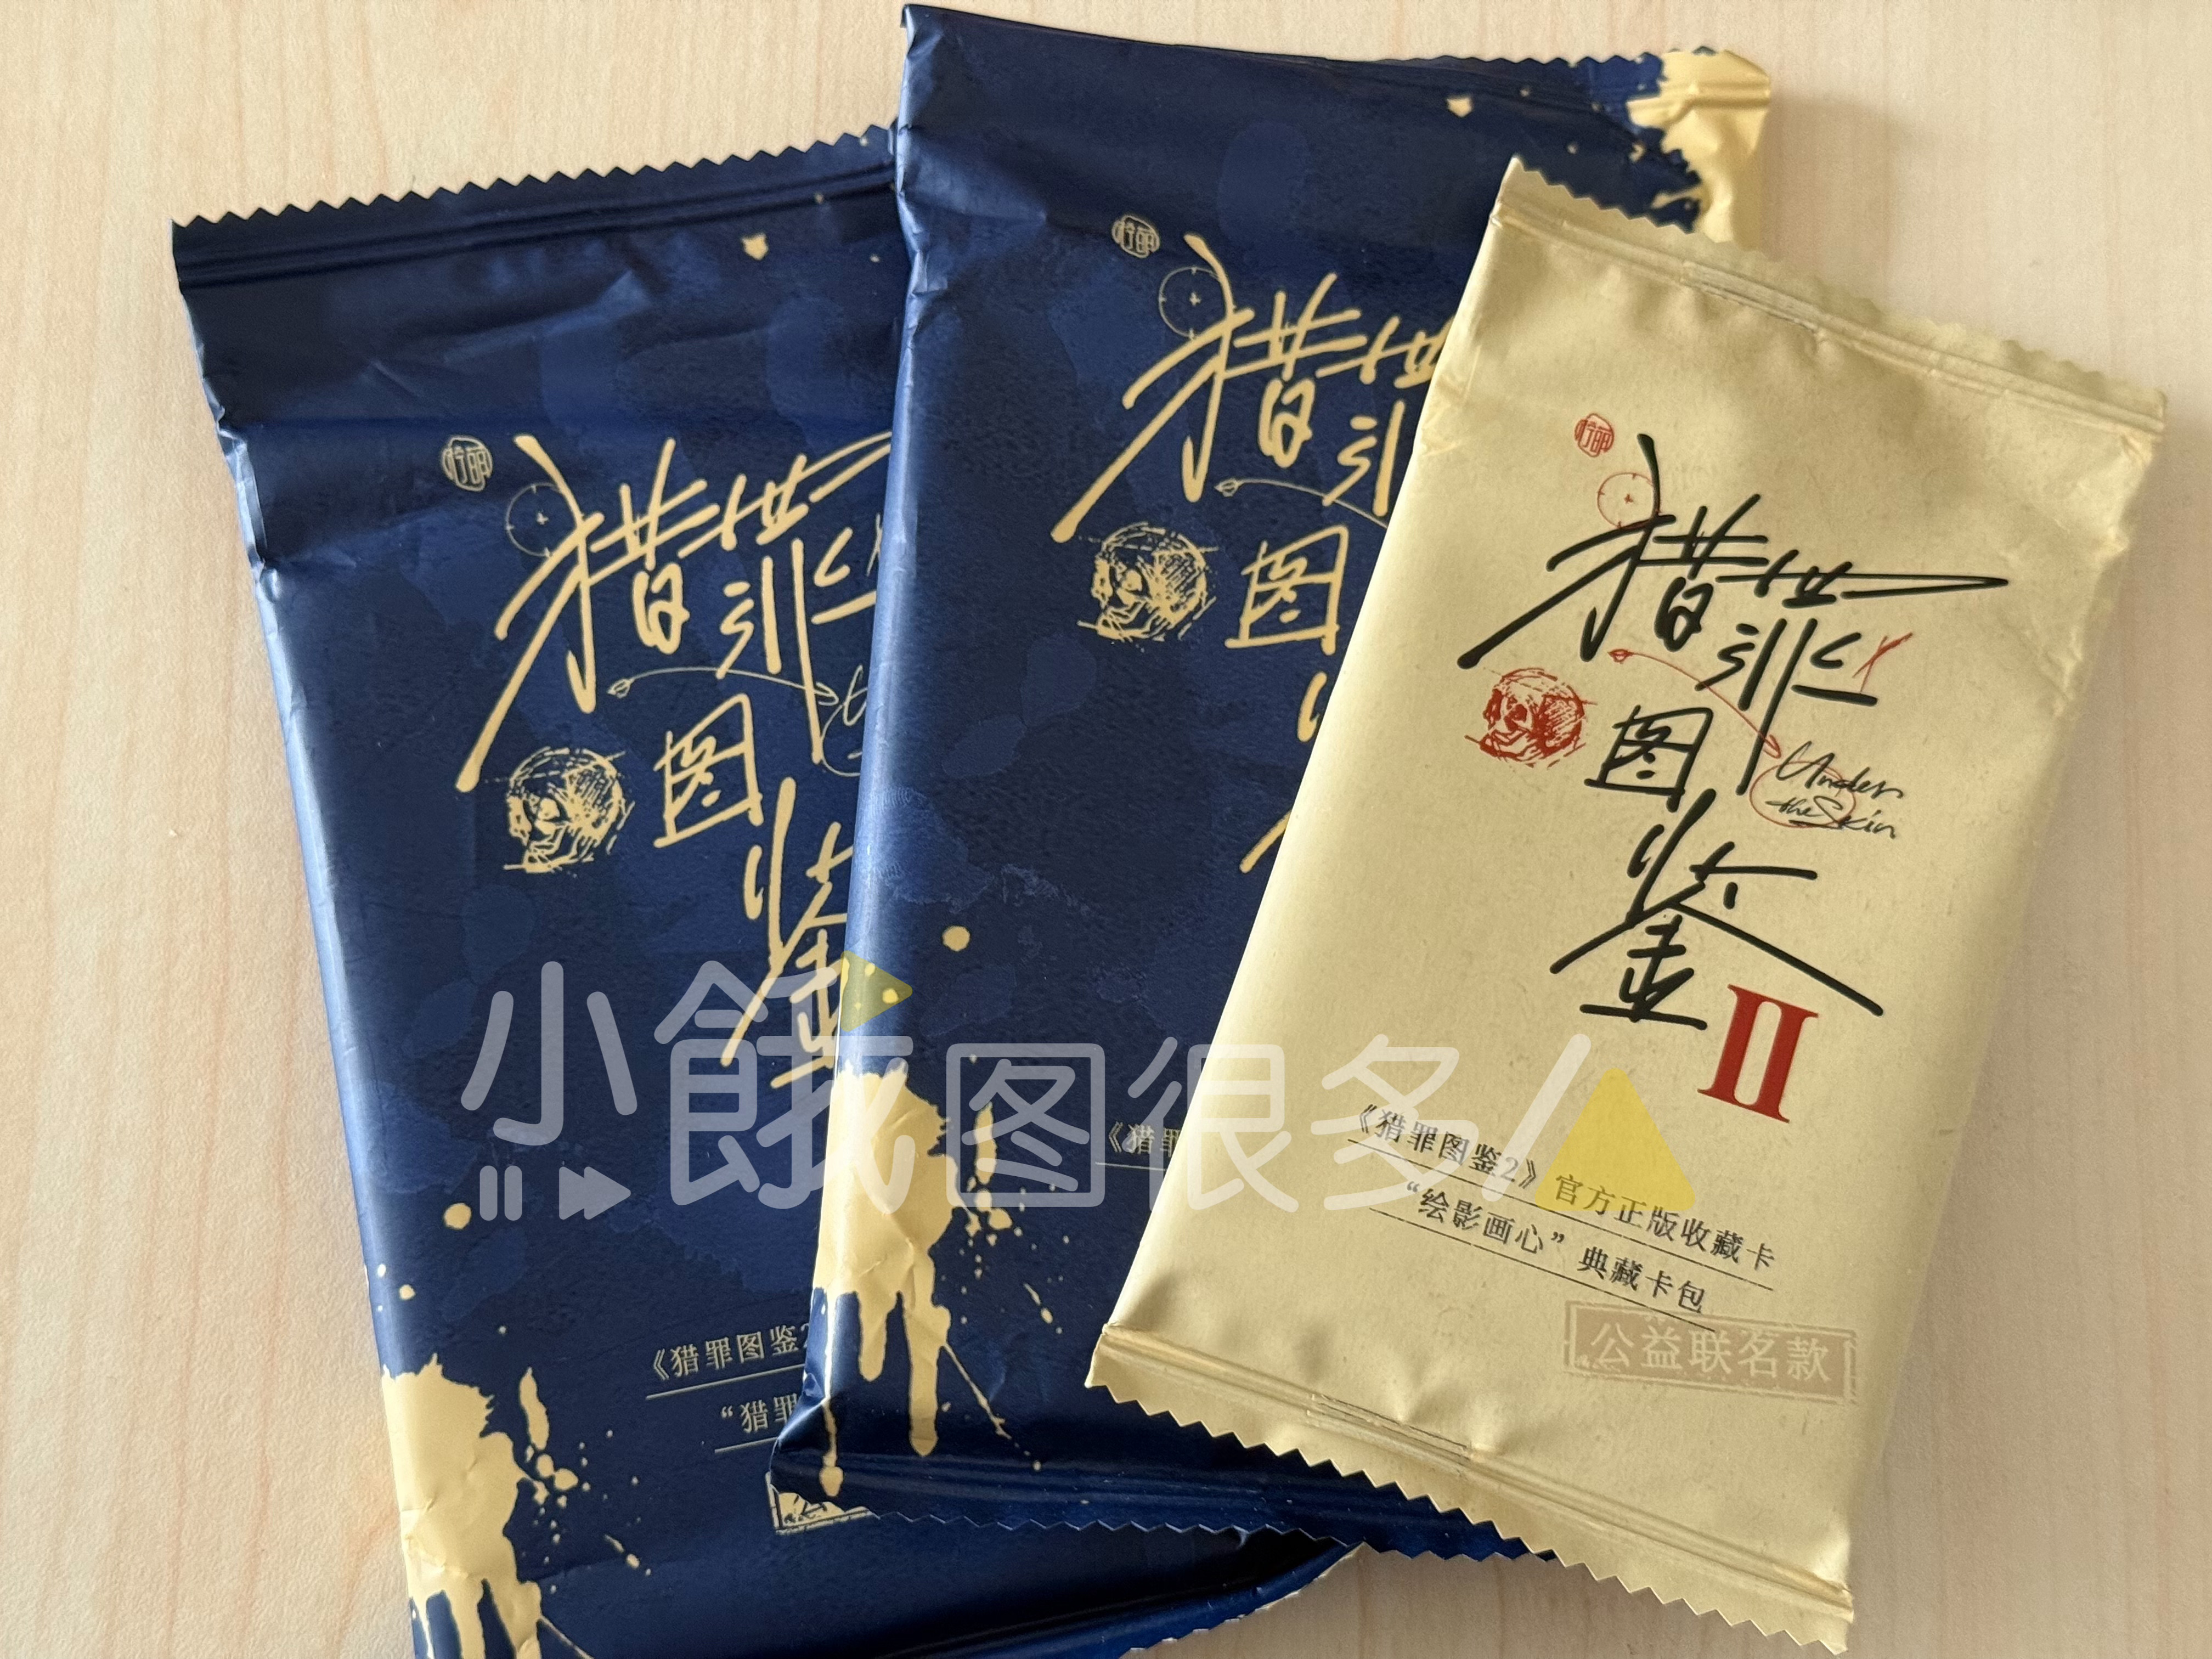 猎罪
图
鉴
《猎罪图鉴2
“猎罪
猎罪
图
《猎罪
猎罪
图
鉴
II
Under
the Skin
《猎罪图鉴2》官方正版收藏卡
“绘影画心”典藏卡包
公益联名款
小餓图很多